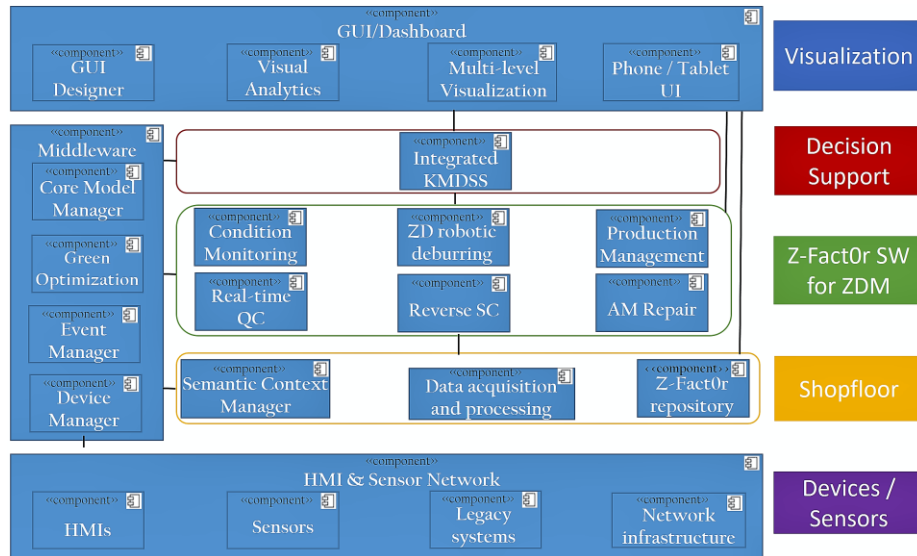 «component»
GUI/Dashboard
«component»
GUI
Designer
«component»
Visual
Analytics
«component»
Multi-level
Visualization
«component»
Phone / Tablet
UI
Visualization
«component»
Middleware
«component»
Core Model
Manager
«component»
Green
Optimization
«component»
Event
Manager
«component»
Device
Manager
«component»
Integrated
KMDSS
Decision
Support
«component»
Condition
Monitoring
«component»
ZD robotic
deburring
«component»
Production
Management
«component»
Real-time
QC
«component»
Reverse SC
«component»
AM Repair
Z-Fact0r SW
for ZDM
«component»
Semantic Context
Manager
«component»
Data acquisition
and processing
«component»
Z-Fact0r
repository
Shopfloor
«component»
HMI & Sensor Network
«component»
HMIs
«component»
Sensors
«component»
Legacy
systems
«component»
Network
infrastructure
Devices /
Sensors